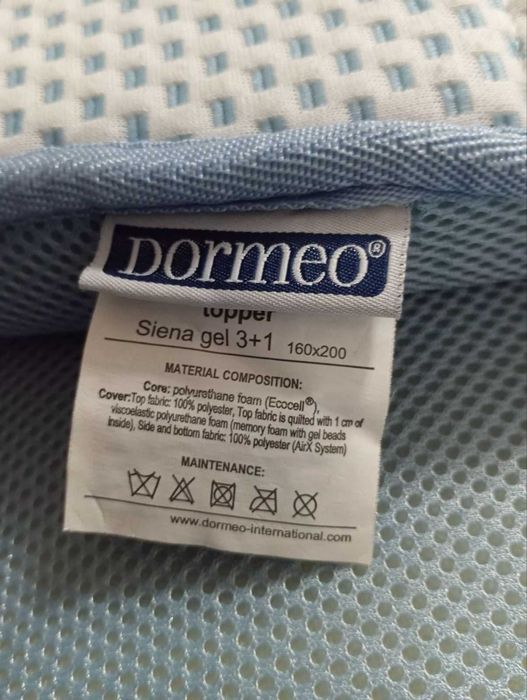 DORMEO®
topper
Siena gel 3+1 160x200
MATERIAL COMPOSITION:
Core: polyurethane foam (Ecocell®),
Cover:Top fabric: 100% polyester, Top fabric is quilted with 1 cm of
viscoelastic polyurethane foam (memory foam with gel beads
inside), Side and bottom fabric: 100% polyester (AirX System)
MAINTENANCE:
www.dormeo-international.com